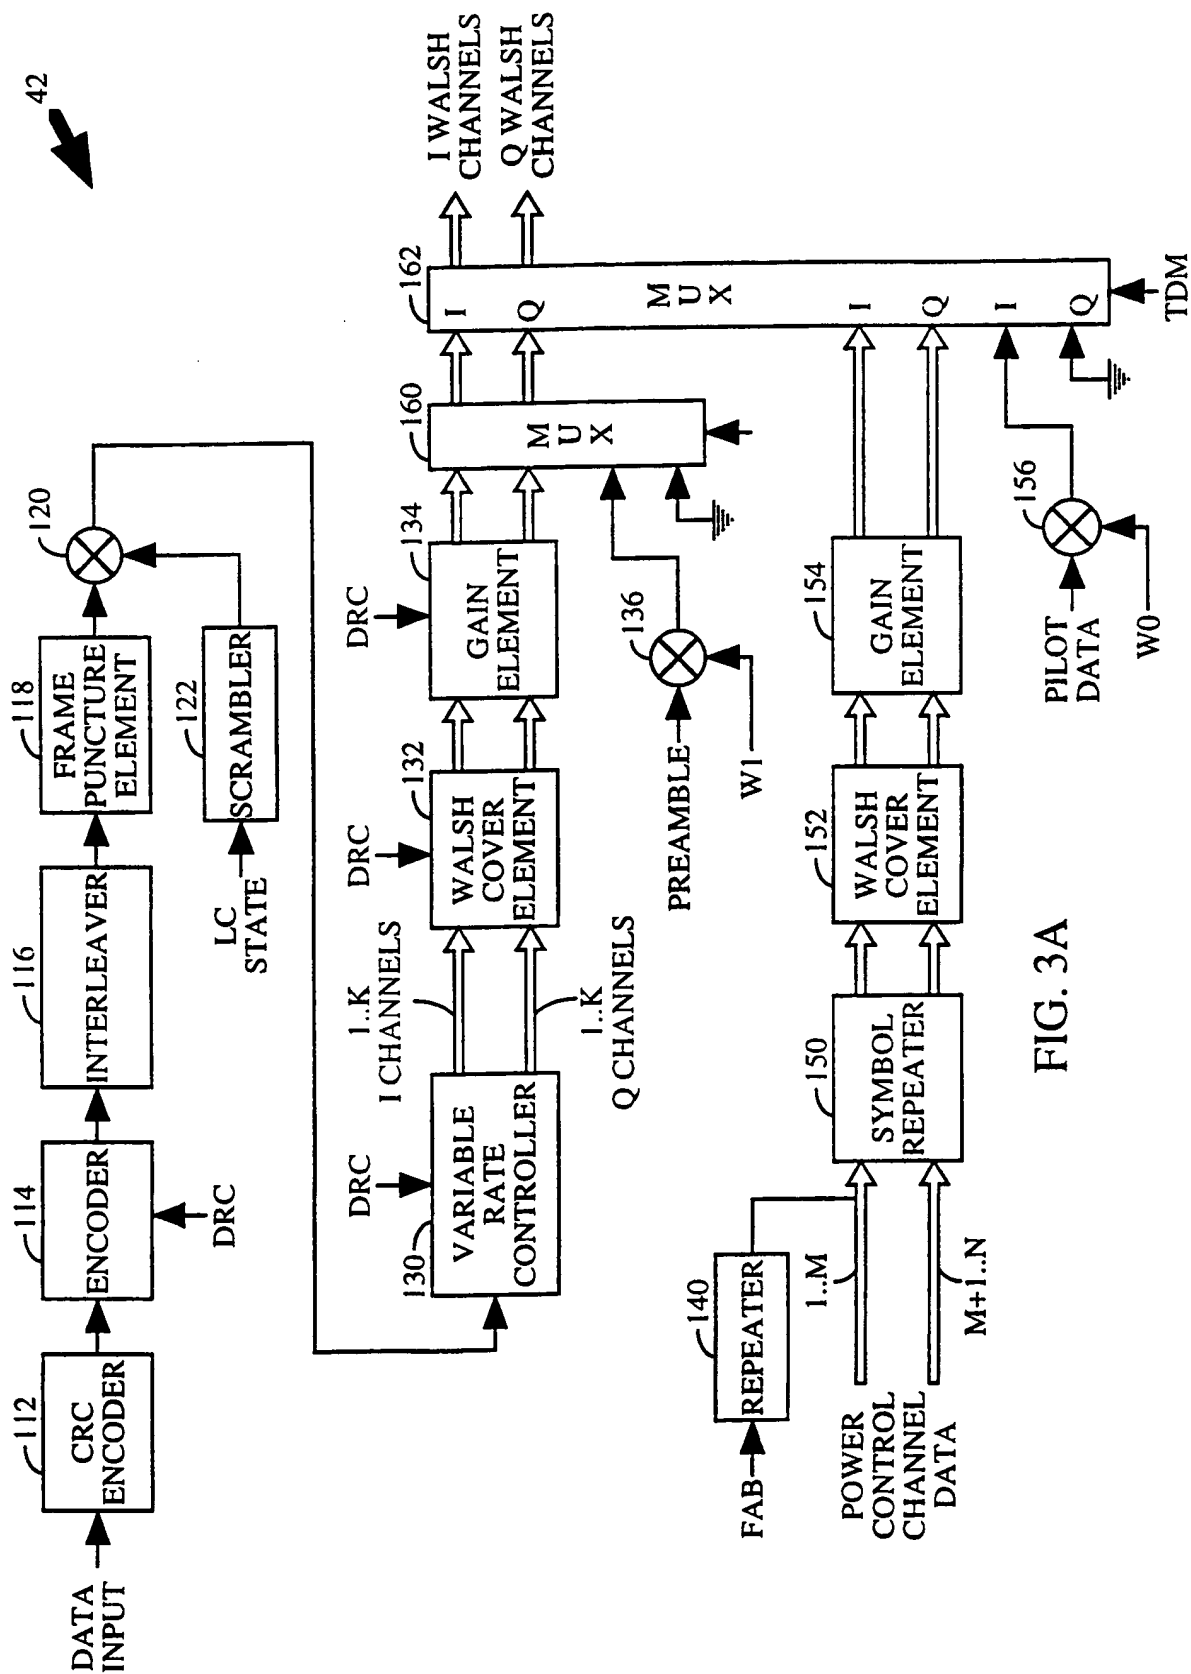 42
DATA
INPUT
112
CRC
ENCODER
114
ENCODER
DRC
116
INTERLEAVER
118
FRAME
PUNCTURE
ELEMENT
120
122
SCRAMBLER
LC
STATE
DRC
130
VARIABLE
RATE
CONTROLLER
1..K
I CHANNELS
1..K
Q CHANNELS
DRC
132
WALSH
COVER
ELEMENT
DRC
134
GAIN
ELEMENT
PREAMBLE
136
W1
160
MUX
162
I
Q
MUX
I
Q
I
Q
TDM
I WALSH
CHANNELS
Q WALSH
CHANNELS
FAB
140
REPEATER
POWER
CONTROL
CHANNEL
DATA
1..M
M+1..N
150
SYMBOL
REPEATER
152
WALSH
COVER
ELEMENT
154
GAIN
ELEMENT
PILOT
DATA
156
W0
FIG. 3A